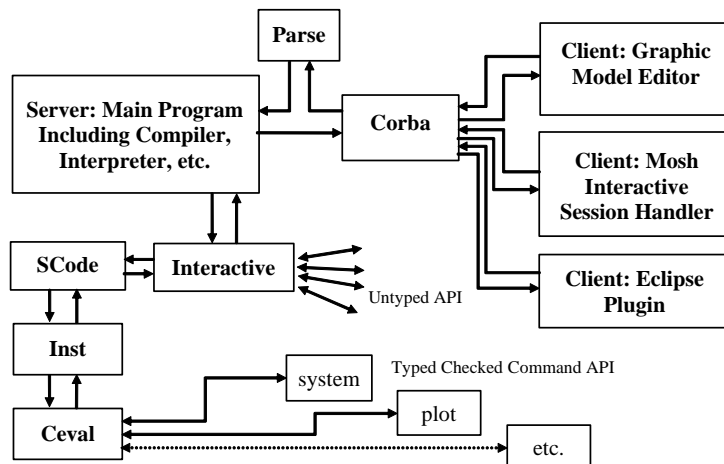 Parse
Client: Graphic
Model Editor
Server: Main Program
Including Compiler,
Interpreter, etc.
Corba
Client: Mosh
Interactive
Session Handler
SCode
Interactive
Untyped API
Client: Eclipse
Plugin
Inst
system
Typed Checked Command API
plot
Ceval
etc.